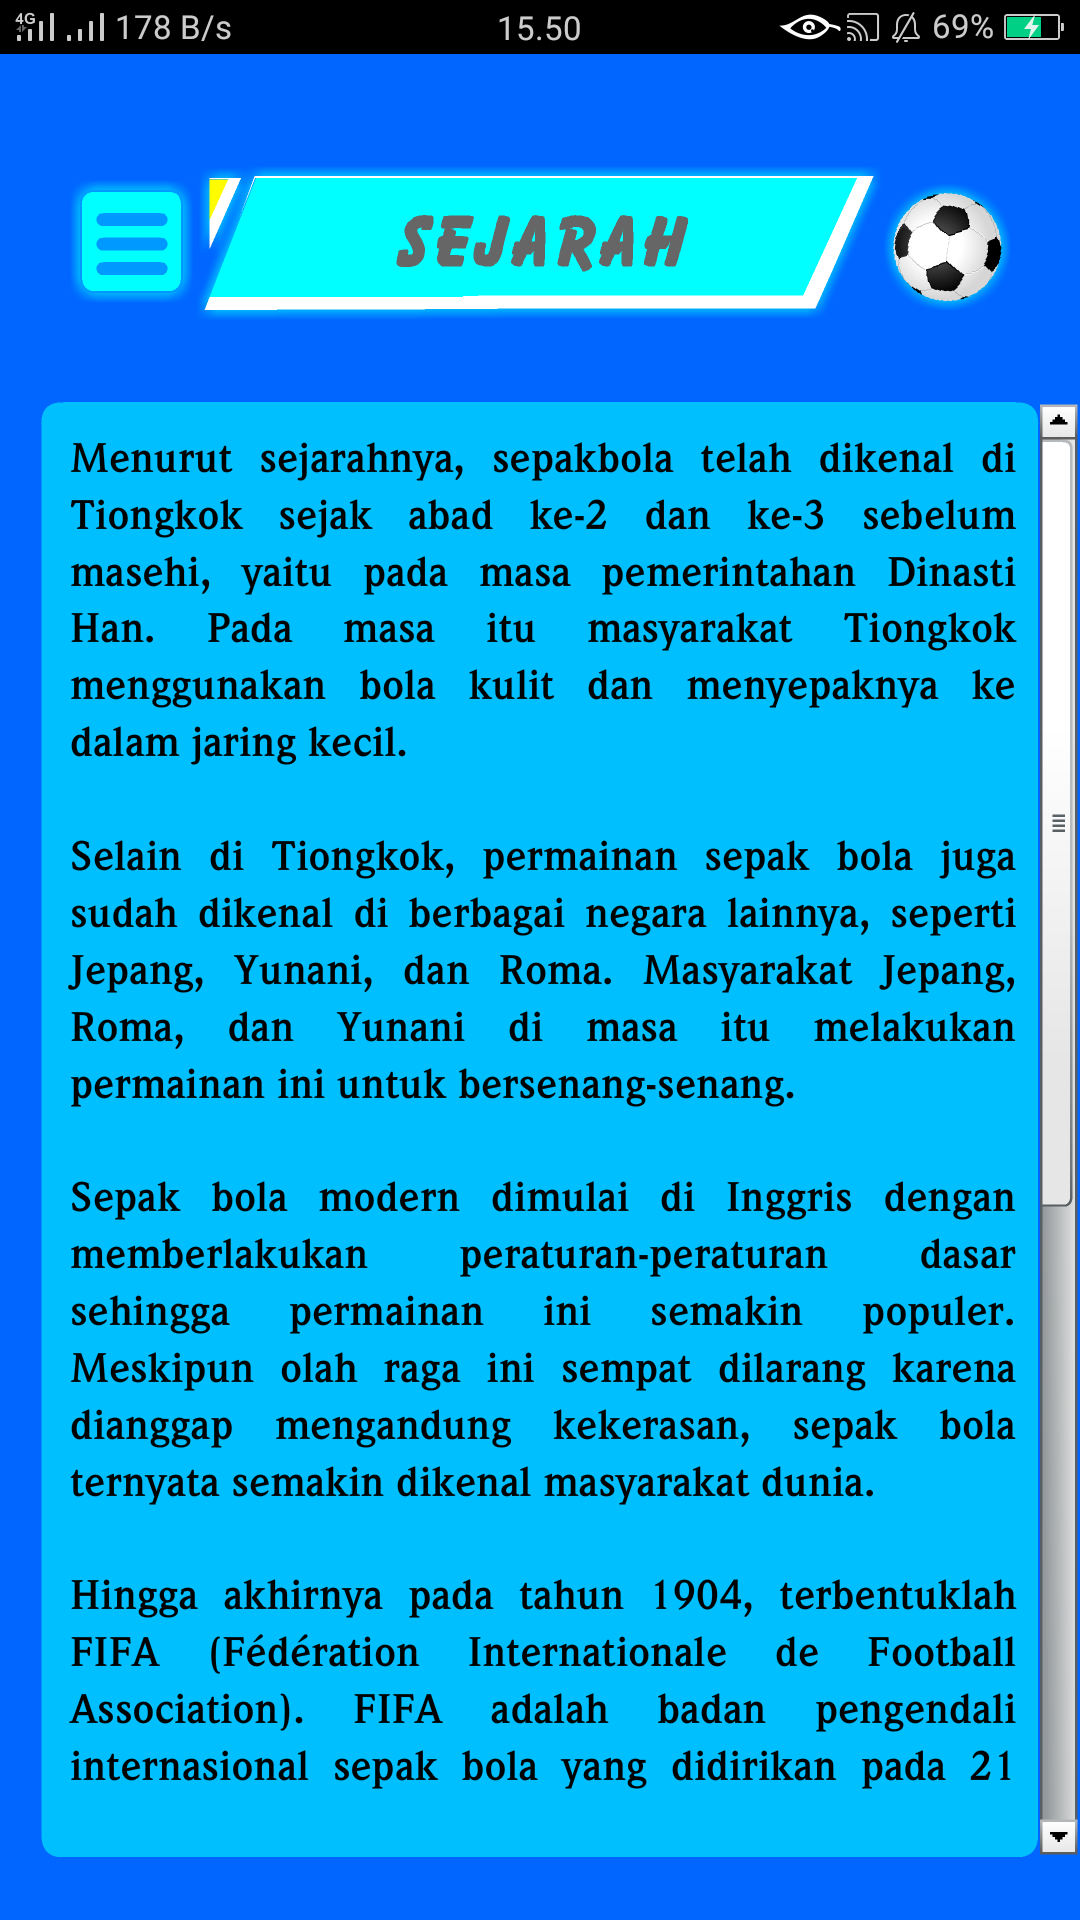 4G 178 B/s 15.50 69%
SEJARAH
Menurut sejarahnya, sepakbola telah dikenal di
Tiongkok sejak abad ke-2 dan ke-3 sebelum
masehi, yaitu pada masa pemerintahan Dinasti
Han. Pada masa itu masyarakat Tiongkok
menggunakan bola kulit dan menyepaknya ke
dalam jaring kecil.
Selain di Tiongkok, permainan sepak bola juga
sudah dikenal di berbagai negara lainnya, seperti
Jepang, Yunani, dan Roma. Masyarakat Jepang,
Roma, dan Yunani di masa itu melakukan
permainan ini untuk bersenang-senang.
Sepak bola modern dimulai di Inggris dengan
memberlakukan peraturan-peraturan dasar
sehingga permainan ini semakin populer.
Meskipun olah raga ini sempat dilarang karena
dianggap mengandung kekerasan, sepak bola
ternyata semakin dikenal masyarakat dunia.
Hingga akhirnya pada tahun 1904, terbentuklah
FIFA (Fédération Internationale de Football
Association). FIFA adalah badan pengendali
internasional sepak bola yang didirikan pada 21